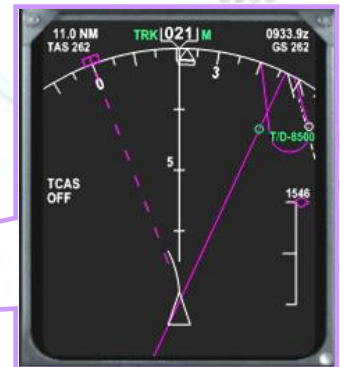 11.0 NM TRK 021 M 0933.9z
TAS 262 GS 262
0 3
T/D-8500
5
TCAS
OFF
1546